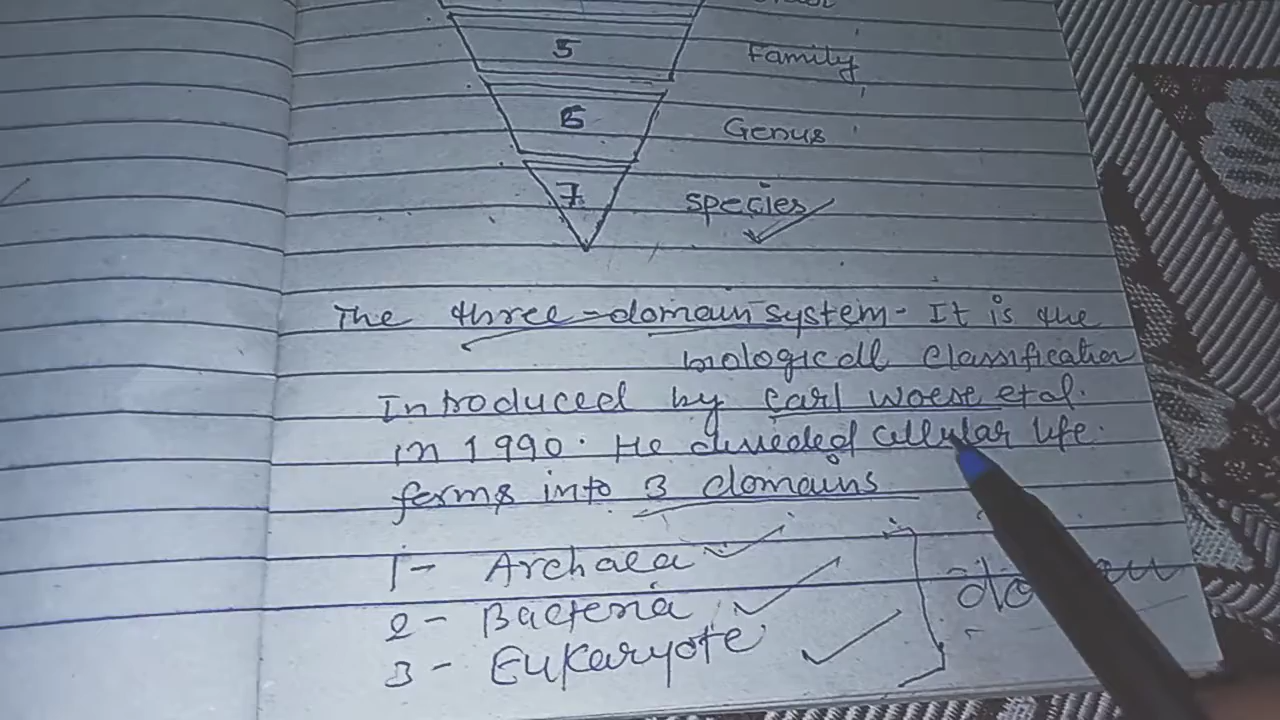 5 Family
6 Genus
7 species
The three-domain system- It is the
biologicall Classification
Introduced by Carl Woese et al.
in 1990. He divided cellular life
forms into 3 domains
1- Archaea
2- Bacteria
3- Eukaryote